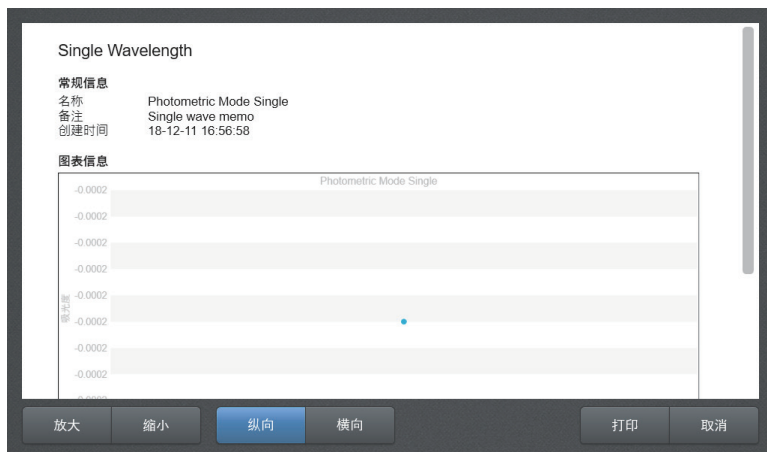 Single Wavelength
常规信息
名称 Photometric Mode Single
备注 Single wave memo
创建时间 18-12-11 16:56:58
图表信息
Photometric Mode Single
-0.0002
-0.0002
-0.0002
-0.0002
-0.0002
-0.0002
-0.0002
-0.0002
吸光度
放大 缩小 纵向 横向 打印 取消